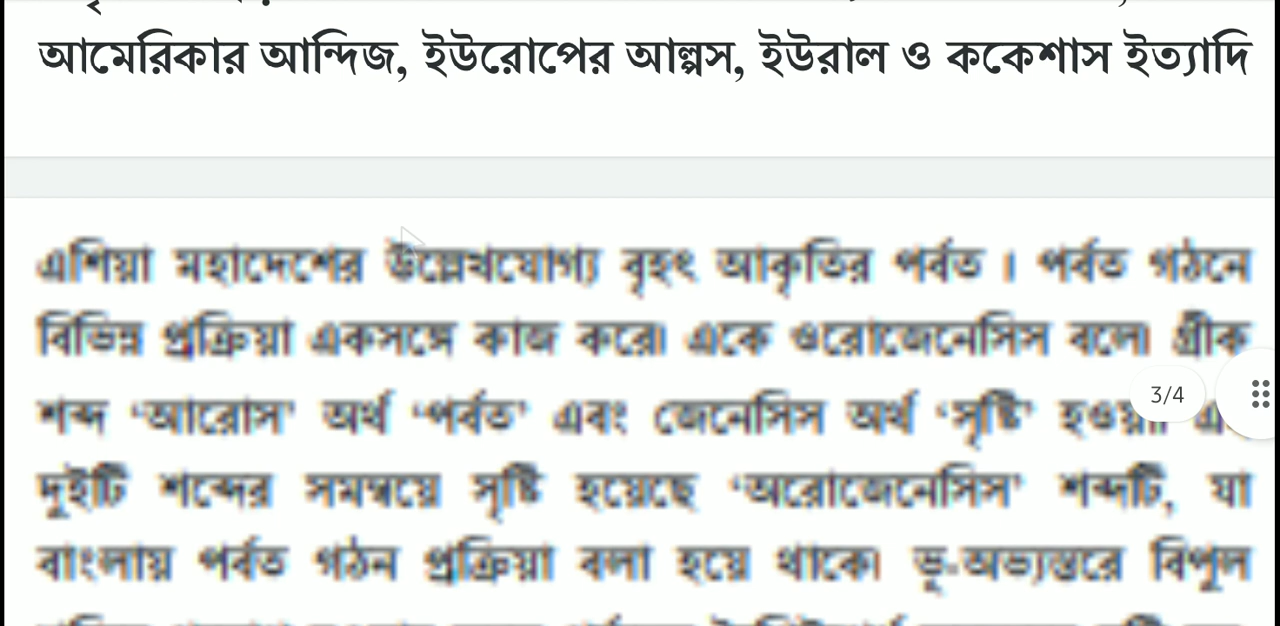 আমেরিকার আন্দিজ, ইউরোপের আল্পস, ইউরাল ও ককেশাস ইত্যাদি
এশিয়া মহাদেশের উল্লেখযোগ্য বৃহৎ আকৃতির পর্বত । পর্বত গঠনে
বিভিন্ন প্রক্রিয়া একসঙ্গে কাজ করে। একে ওরোজেনেসিস বলে। গ্রীক
শব্দ ‘আরোস’ অর্থ ‘পর্বত’ এবং জেনেসিস অর্থ ‘সৃষ্টি’ হওয়া
3/4
দুইটি শব্দের সমন্বয়ে সৃষ্টি হয়েছে ‘অরোজেনেসিস’ শব্দটি, যা
বাংলায় পর্বত গঠন প্রক্রিয়া বলা হয়ে থাকে। ভূ-অভ্যন্তরে বিপুল